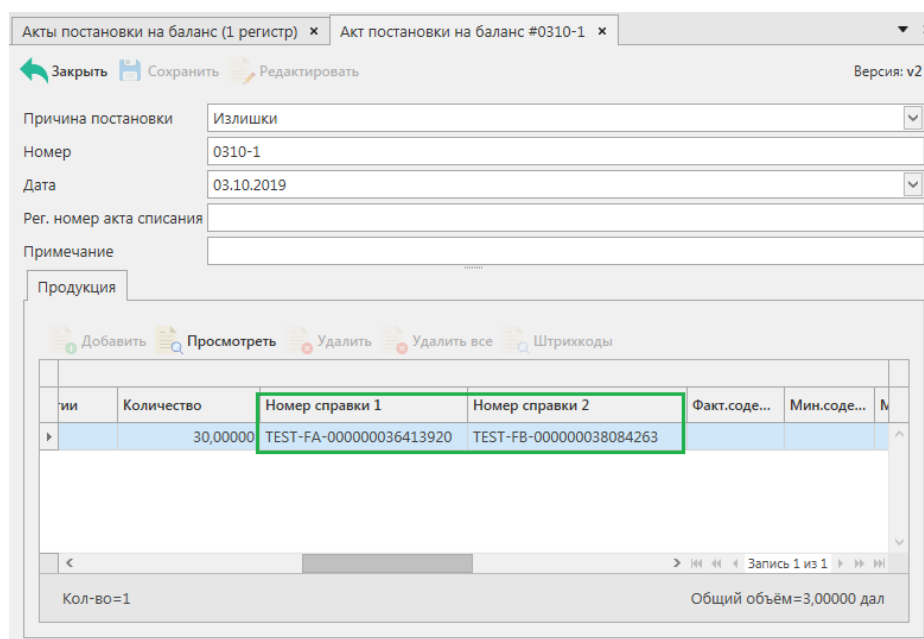 Акты постановки на баланс (1 регистр) × Акт постановки на баланс #0310-1 ×
Закрыть Сохранить Редактировать Версия: v2
Причина постановки Излишки
Номер 0310-1
Дата 03.10.2019
Рег. номер акта списания
Примечание
Продукция
Добавить Просмотреть Удалить Удалить все Штрихкоды
тии Количество Номер справки 1 Номер справки 2 Факт.соде... Мин.соде...
30,00000 TEST-FA-000000036413920 TEST-FB-000000038084263
Запись 1 из 1
Кол-во=1 Общий объём=3,00000 дал